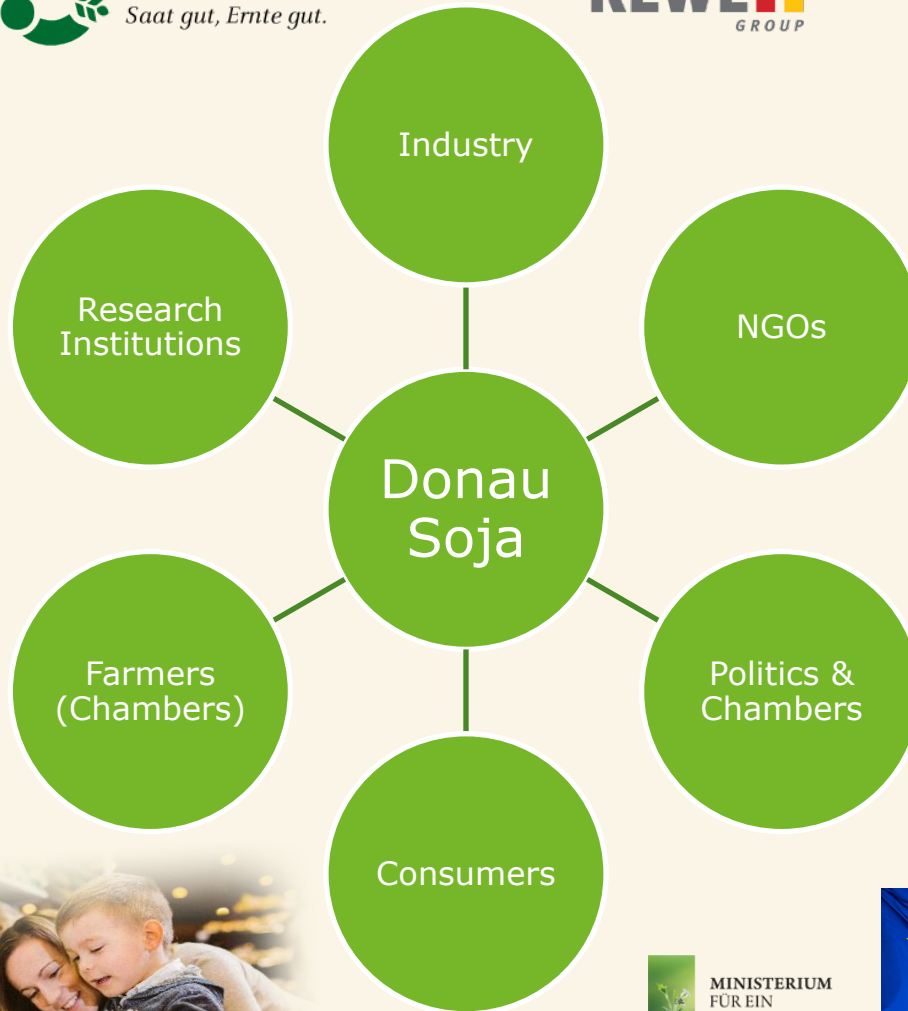 Saat gut, Ernte gut.
GROUP
Industry
Research
Institutions
NGOs
Donau
Soja
Farmers
(Chambers)
Politics &
Chambers
Consumers
MINISTERIUM
FÜR EIN